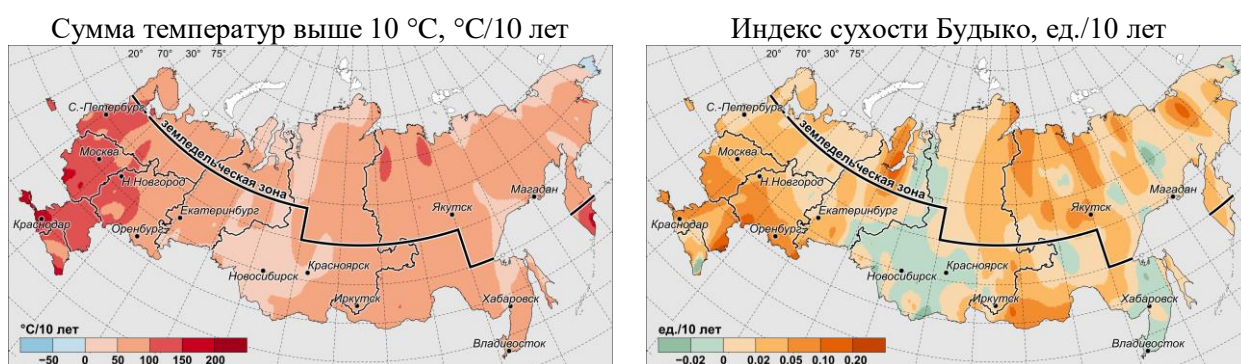 Сумма температур выше 10 °C, °C/10 лет
20° 30° 75°
70°
С.-Петербург
земледельческая зона
Москва
Н.Новгород
Магадан
Якутск
Екатеринбург
Краснодар
Оренбург
Новосибирск
Красноярск
Иркутск
Хабаровск
Владивосток
°C/10 лет
−50 0 50 100 150 200
Индекс сухости Будыко, ед./10 лет
20° 30° 75°
70°
С.-Петербург
земледельческая зона
Москва
Н.Новгород
Магадан
Якутск
Екатеринбург
Краснодар
Оренбург
Новосибирск
Красноярск
Иркутск
Хабаровск
Владивосток
ед./10 лет
−0.02 0 0.02 0.05 0.10 0.20